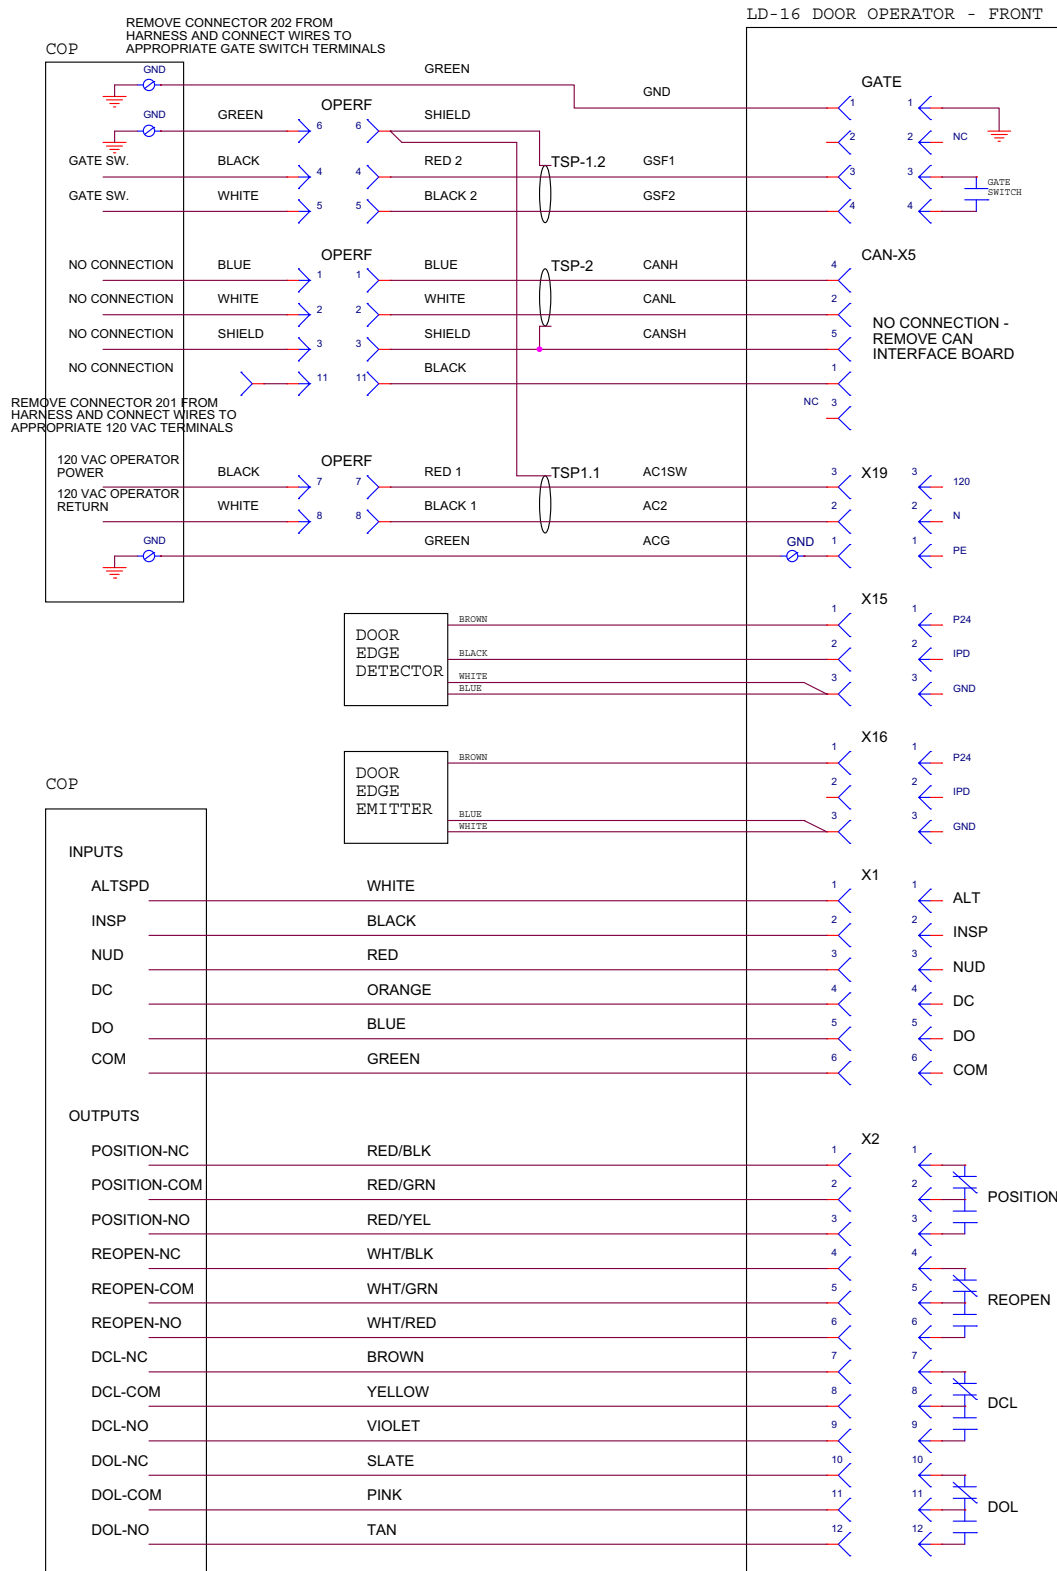 LD-16 DOOR OPERATOR - FRONT
REMOVE CONNECTOR 202 FROM
HARNESS AND CONNECT WIRES TO
APPROPRIATE GATE SWITCH TERMINALS
COP
GND
GREEN
GND
GATE
1
1
GND
GREEN
OPERF
6
6
SHIELD
2
2
NC
GATE SW.
BLACK
4
4
RED 2
TSP-1.2
GSF1
3
3
GATE
SWITCH
GATE SW.
WHITE
5
5
BLACK 2
GSF2
4
4
OPERF
CAN-X5
NO CONNECTION
BLUE
1
1
BLUE
TSP-2
CANH
4
NO CONNECTION
WHITE
2
2
WHITE
CANL
2
NO CONNECTION
SHIELD
3
3
SHIELD
CANSH
5
NO CONNECTION -
REMOVE CAN
INTERFACE BOARD
NO CONNECTION
11
11
BLACK
1
NC
3
REMOVE CONNECTOR 201 FROM
HARNESS AND CONNECT WIRES TO
APPROPRIATE 120 VAC TERMINALS
OPERF
X19
120 VAC OPERATOR
POWER
BLACK
7
7
RED 1
TSP1.1
AC1SW
3
3
120
120 VAC OPERATOR
RETURN
WHITE
8
8
BLACK 1
AC2
2
2
N
GND
GREEN
ACG
GND
1
1
PE
X15
DOOR
EDGE
DETECTOR
BROWN
1
1
P24
BLACK
2
2
IPD
WHITE
BLUE
3
3
GND
X16
DOOR
EDGE
EMITTER
BROWN
1
1
P24
2
2
IPD
BLUE
WHITE
3
3
GND
COP
INPUTS
X1
ALTSPD
WHITE
1
1
ALT
INSP
BLACK
2
2
INSP
NUD
RED
3
3
NUD
DC
ORANGE
4
4
DC
DO
BLUE
5
5
DO
COM
GREEN
6
6
COM
OUTPUTS
X2
POSITION-NC
RED/BLK
1
1
POSITION-COM
RED/GRN
2
2
POSITION
POSITION-NO
RED/YEL
3
3
REOPEN-NC
WHT/BLK
4
4
REOPEN-COM
WHT/GRN
5
5
REOPEN
REOPEN-NO
WHT/RED
6
6
DCL-NC
BROWN
7
7
DCL-COM
YELLOW
8
8
DCL
DCL-NO
VIOLET
9
9
DOL-NC
SLATE
10
10
DOL-COM
PINK
11
11
DOL
DOL-NO
TAN
12
12